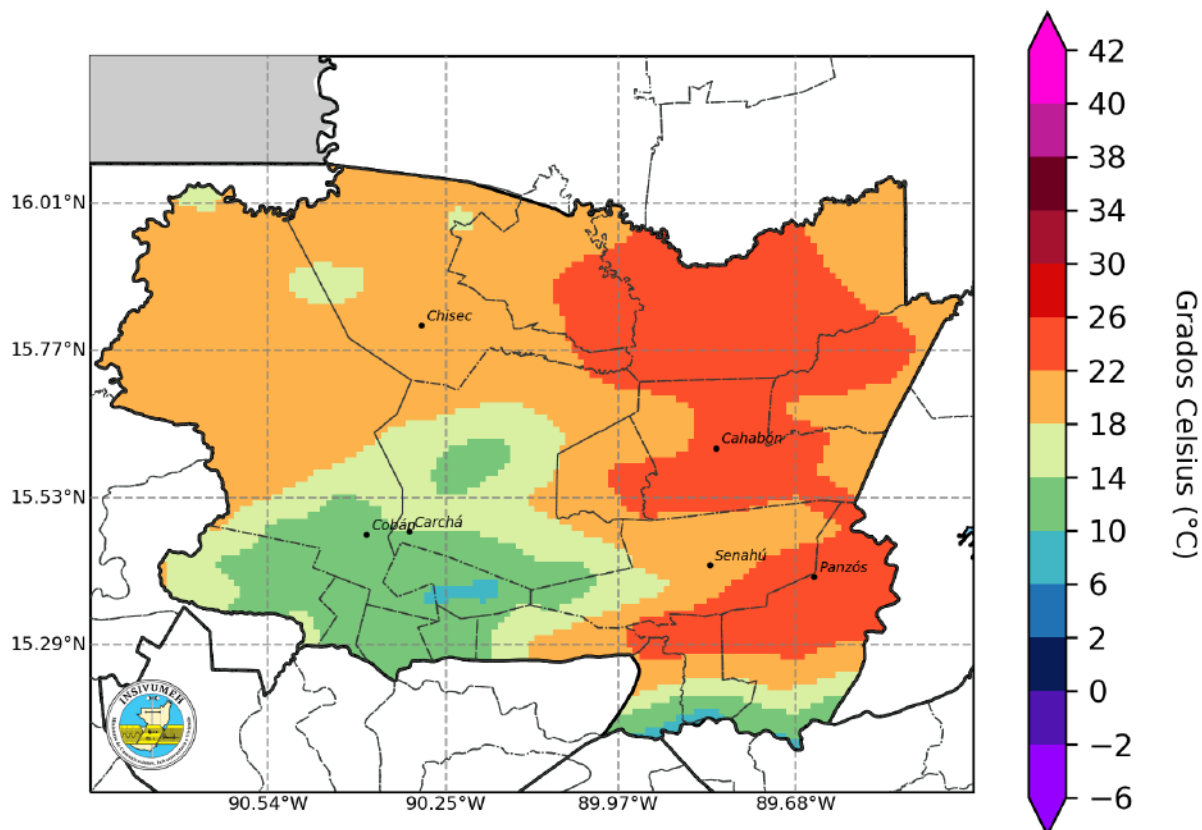 42
40
38
34
30
26
22
18
14
10
6
2
0
−2
−6
Grados Celsius (°C)
16.01°N
15.77°N
15.53°N
15.29°N
90.54°W
90.25°W
89.97°W
89.68°W
Chisec
Cahabón
Cobán
Carchá
Senahú
Panzós
INSIVUMEH